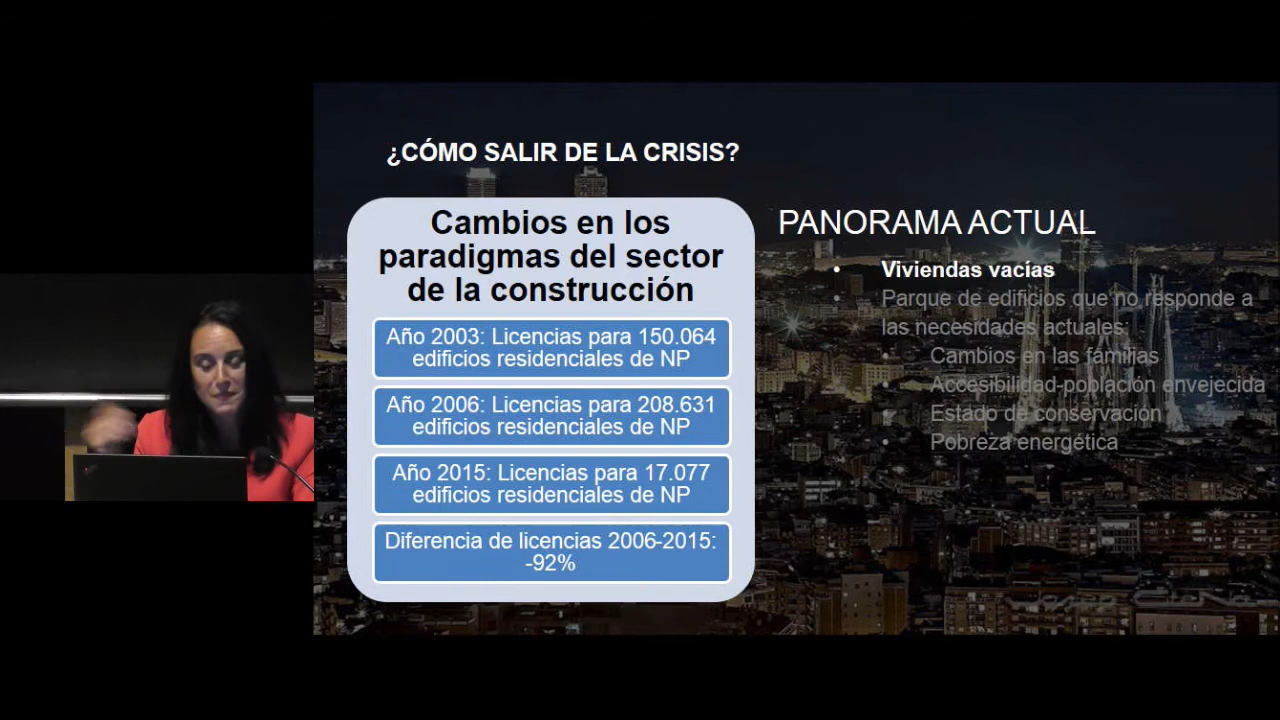 ¿CÓMO SALIR DE LA CRISIS?
Cambios en los
paradigmas del sector
de la construcción
Año 2003: Licencias para 150.064
edificios residenciales de NP
Año 2006: Licencias para 208.631
edificios residenciales de NP
Año 2015: Licencias para 17.077
edificios residenciales de NP
Diferencia de licencias 2006-2015:
-92%
PANORAMA ACTUAL
• Viviendas vacías
• Parque de edificios que no responde a
las necesidades actuales:
• Cambios en las familias
• Accesibilidad-población envejecida
• Estado de conservación
• Pobreza energética